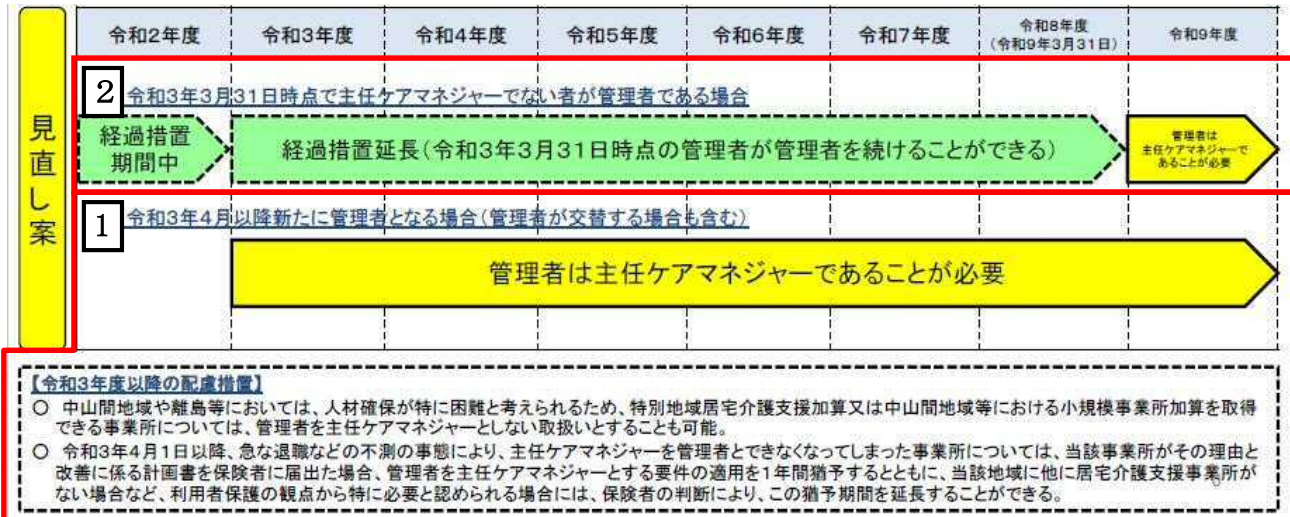 見直し案
令和2年度 令和3年度 令和4年度 令和5年度 令和6年度 令和7年度 令和8年度 令和9年度
(令和9年3月31日)
2 令和3年3月31日時点で主任ケアマネジャーでない者が管理者である場合
経過措置
期間中
経過措置延長(令和3年3月31日時点の管理者が管理者を続けることができる)
管理者は
主任ケアマネジャーで
あることが必要
1 令和3年4月以降新たに管理者となる場合(管理者が交替する場合も含む)
管理者は主任ケアマネジャーであることが必要
【令和3年度以降の配慮措置】
○ 中山間地域や離島等においては、人材確保が特に困難と考えられるため、特別地域居宅介護支援加算又は中山間地域等における小規模事業所加算を取得
できる事業所については、管理者を主任ケアマネジャーとしない取扱いとすることも可能。
○ 令和3年4月1日以降、急な退職などの不測の事態により、主任ケアマネジャーを管理者とできなくなってしまった事業所については、当該事業所がその理由と
改善に係る計画書を保険者に届出た場合、管理者を主任ケアマネジャーとする要件の適用を1年間猶予するとともに、当該地域に他に居宅介護支援事業所が
ない場合など、利用者保護の観点から特に必要と認められる場合には、保険者の判断により、この猶予期間を延長することができる。